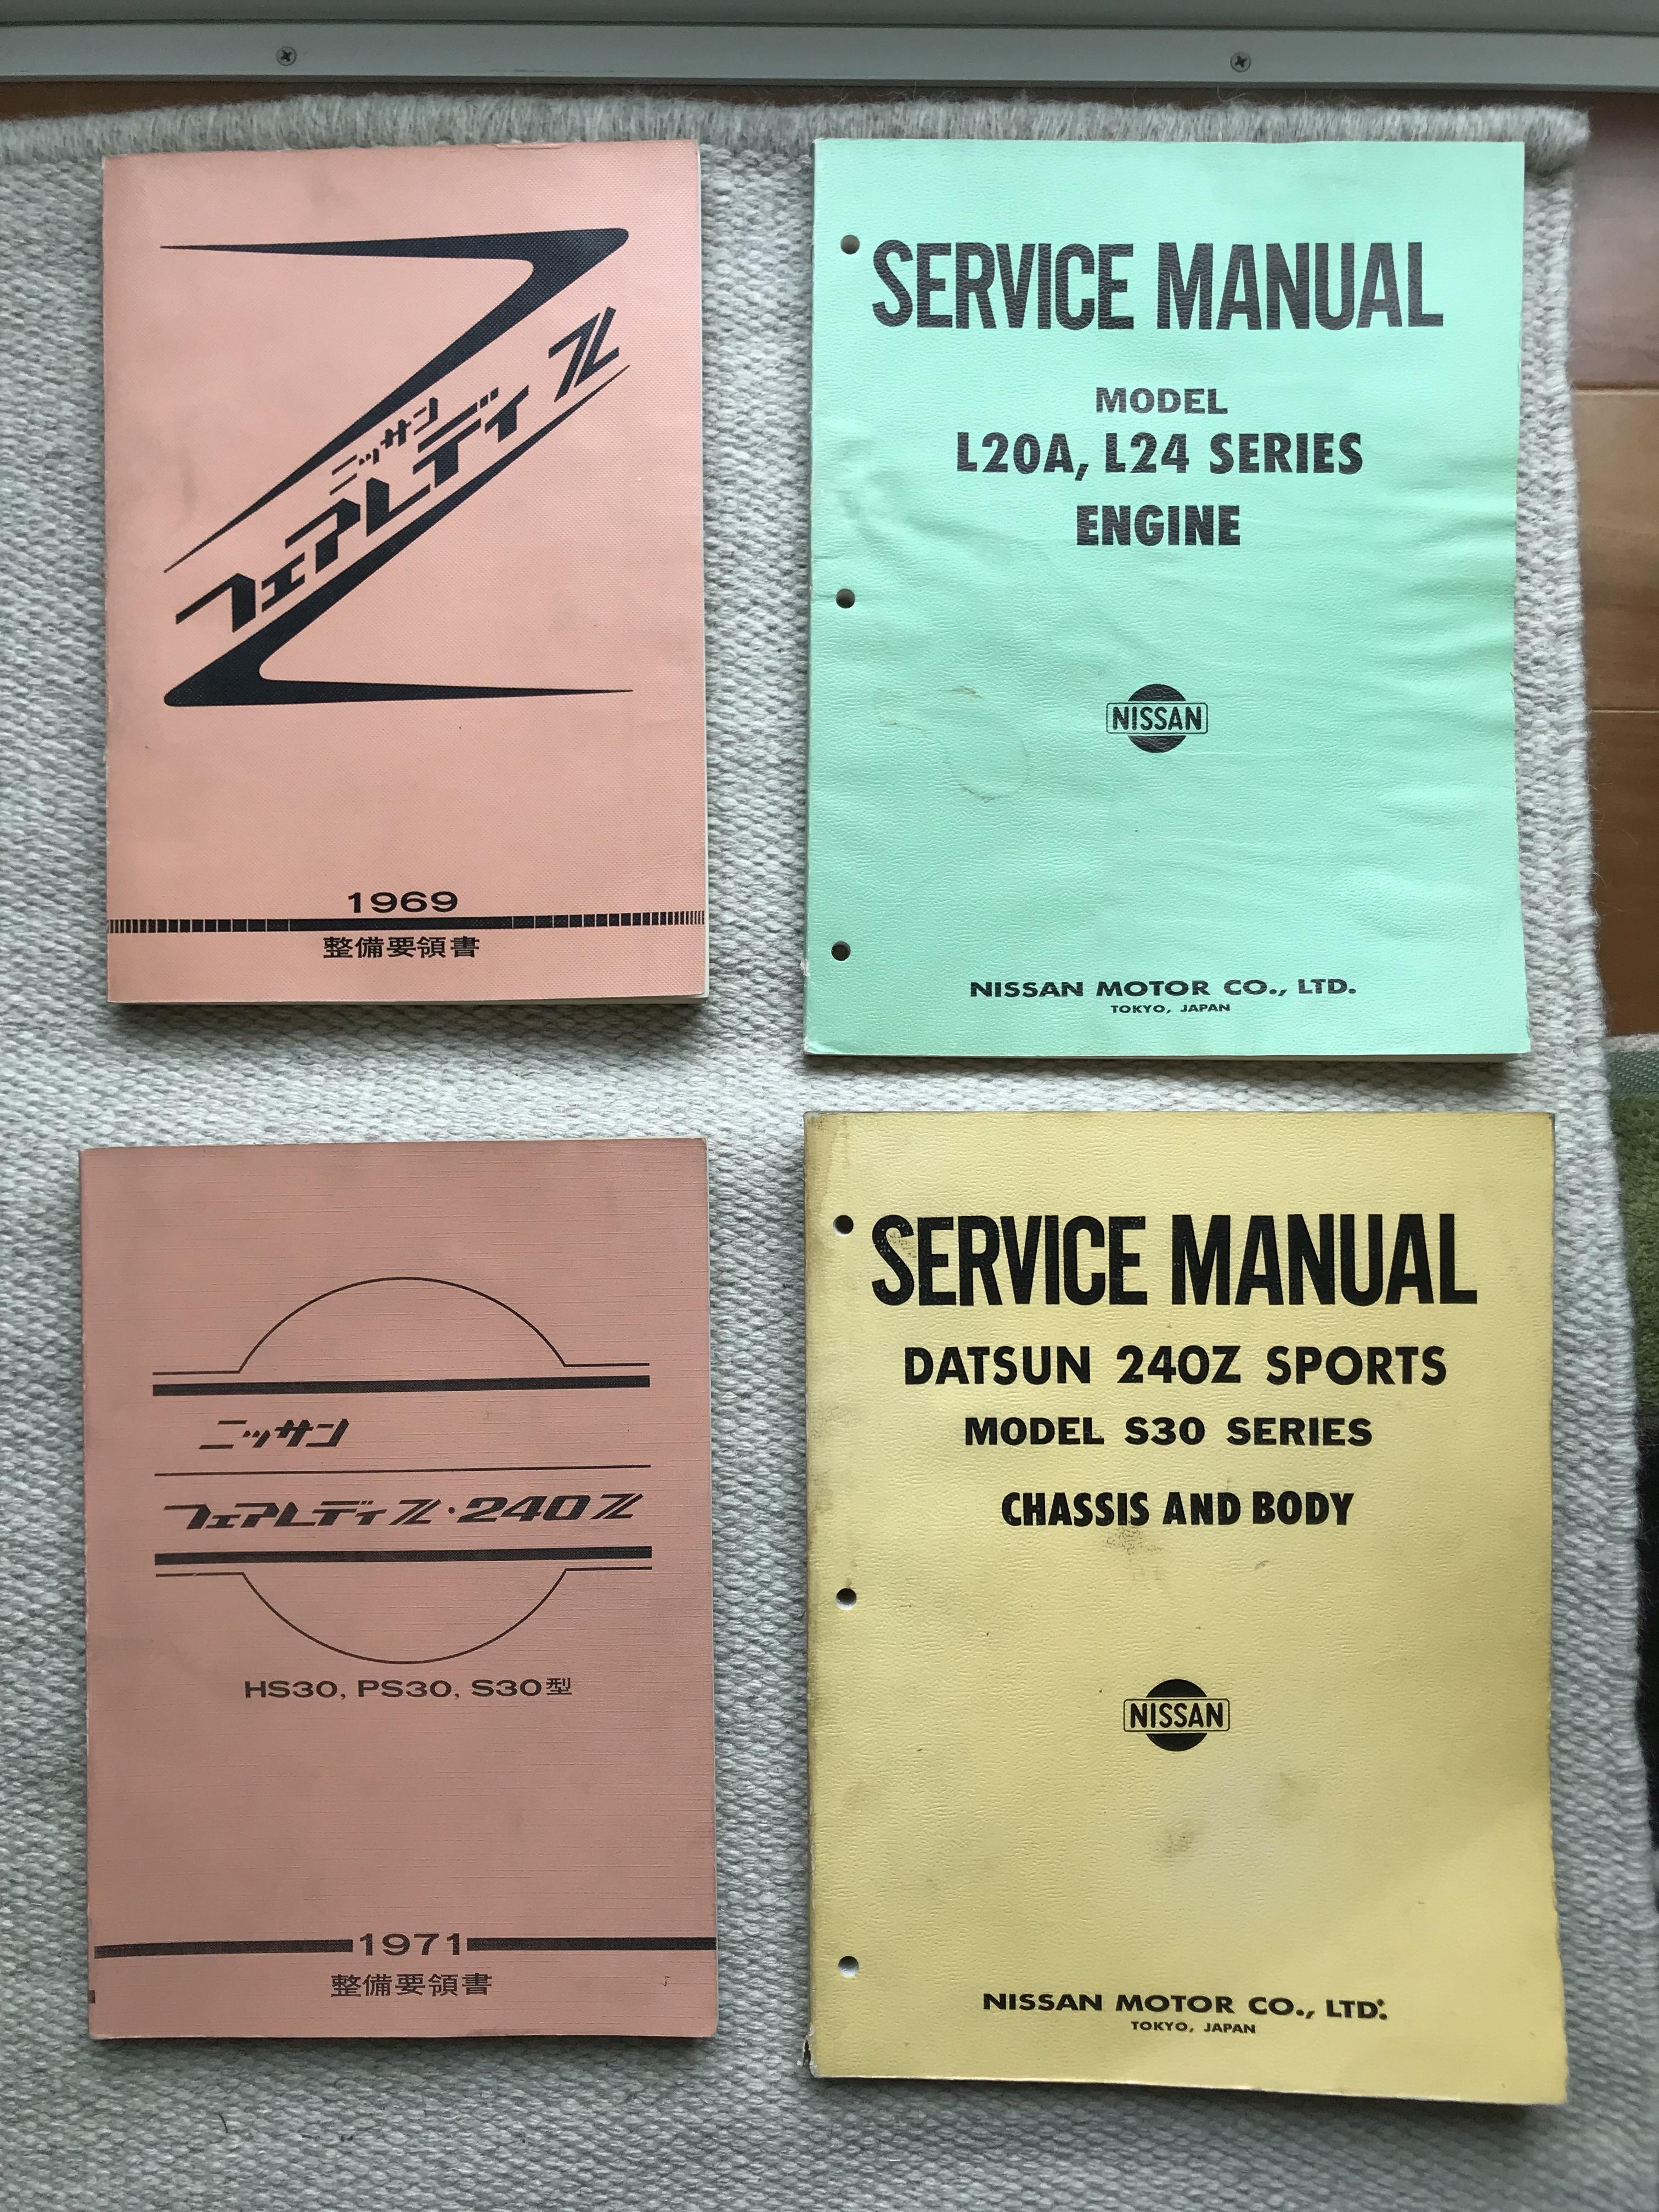 ニッサン
フェアレディZ
1969
整備要領書
SERVICE MANUAL
MODEL
L20A, L24 SERIES
ENGINE
NISSAN
NISSAN MOTOR CO., LTD.
TOKYO, JAPAN
ニッサン
フェアレディZ・240Z
HS30, PS30, S30型
1971
整備要領書
SERVICE MANUAL
DATSUN 240Z SPORTS
MODEL S30 SERIES
CHASSIS AND BODY
NISSAN
NISSAN MOTOR CO., LTD.
TOKYO, JAPAN